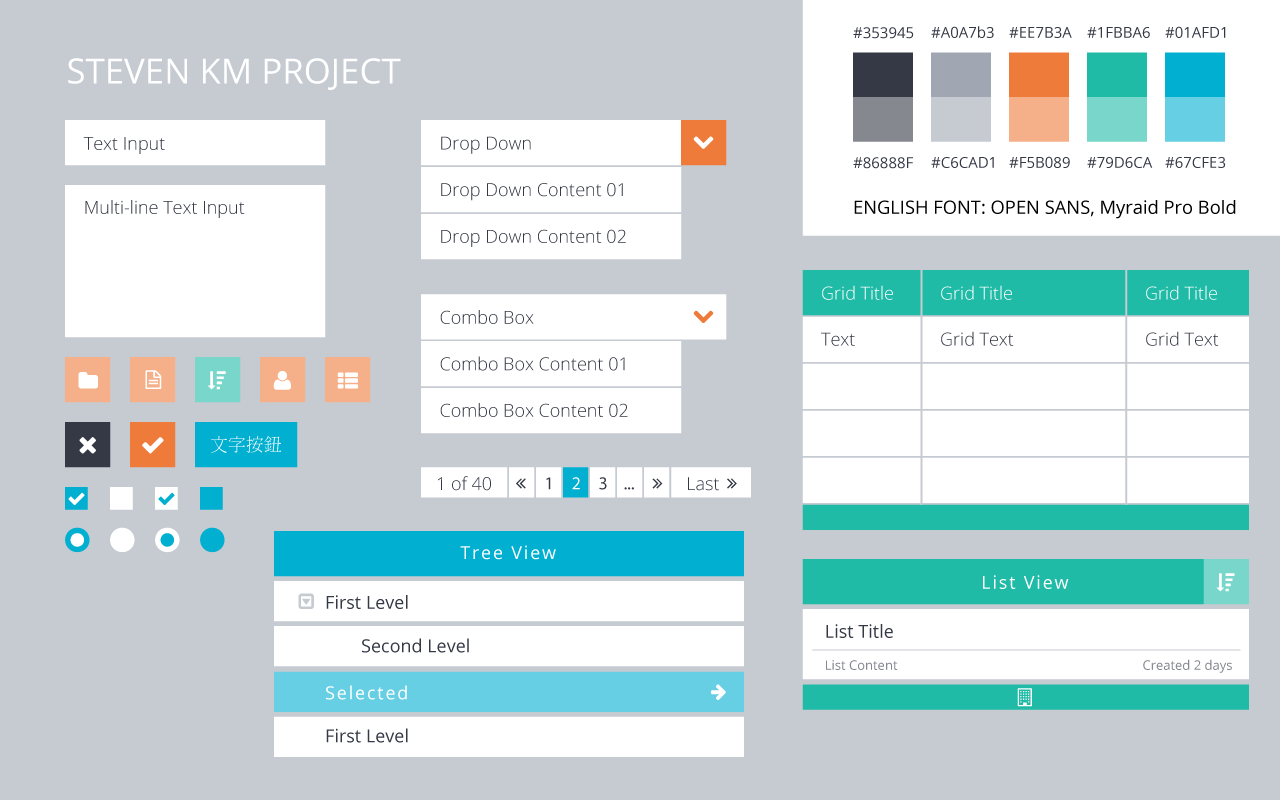 STEVEN KM PROJECT
Text Input
Multi-line Text Input
文字按鈕
Drop Down
Drop Down Content 01
Drop Down Content 02
Combo Box
Combo Box Content 01
Combo Box Content 02
1 of 40 « 1 2 3 ... » Last »
Tree View
First Level
Second Level
Selected
First Level
#353945 #A0A7b3 #EE7B3A #1FBBA6 #01AFD1
#86888F #C6CAD1 #F5B089 #79D6CA #67CFE3
ENGLISH FONT: OPEN SANS, Myraid Pro Bold
Grid Title Grid Title Grid Title
Text Grid Text Grid Text
List View
List Title
List Content Created 2 days